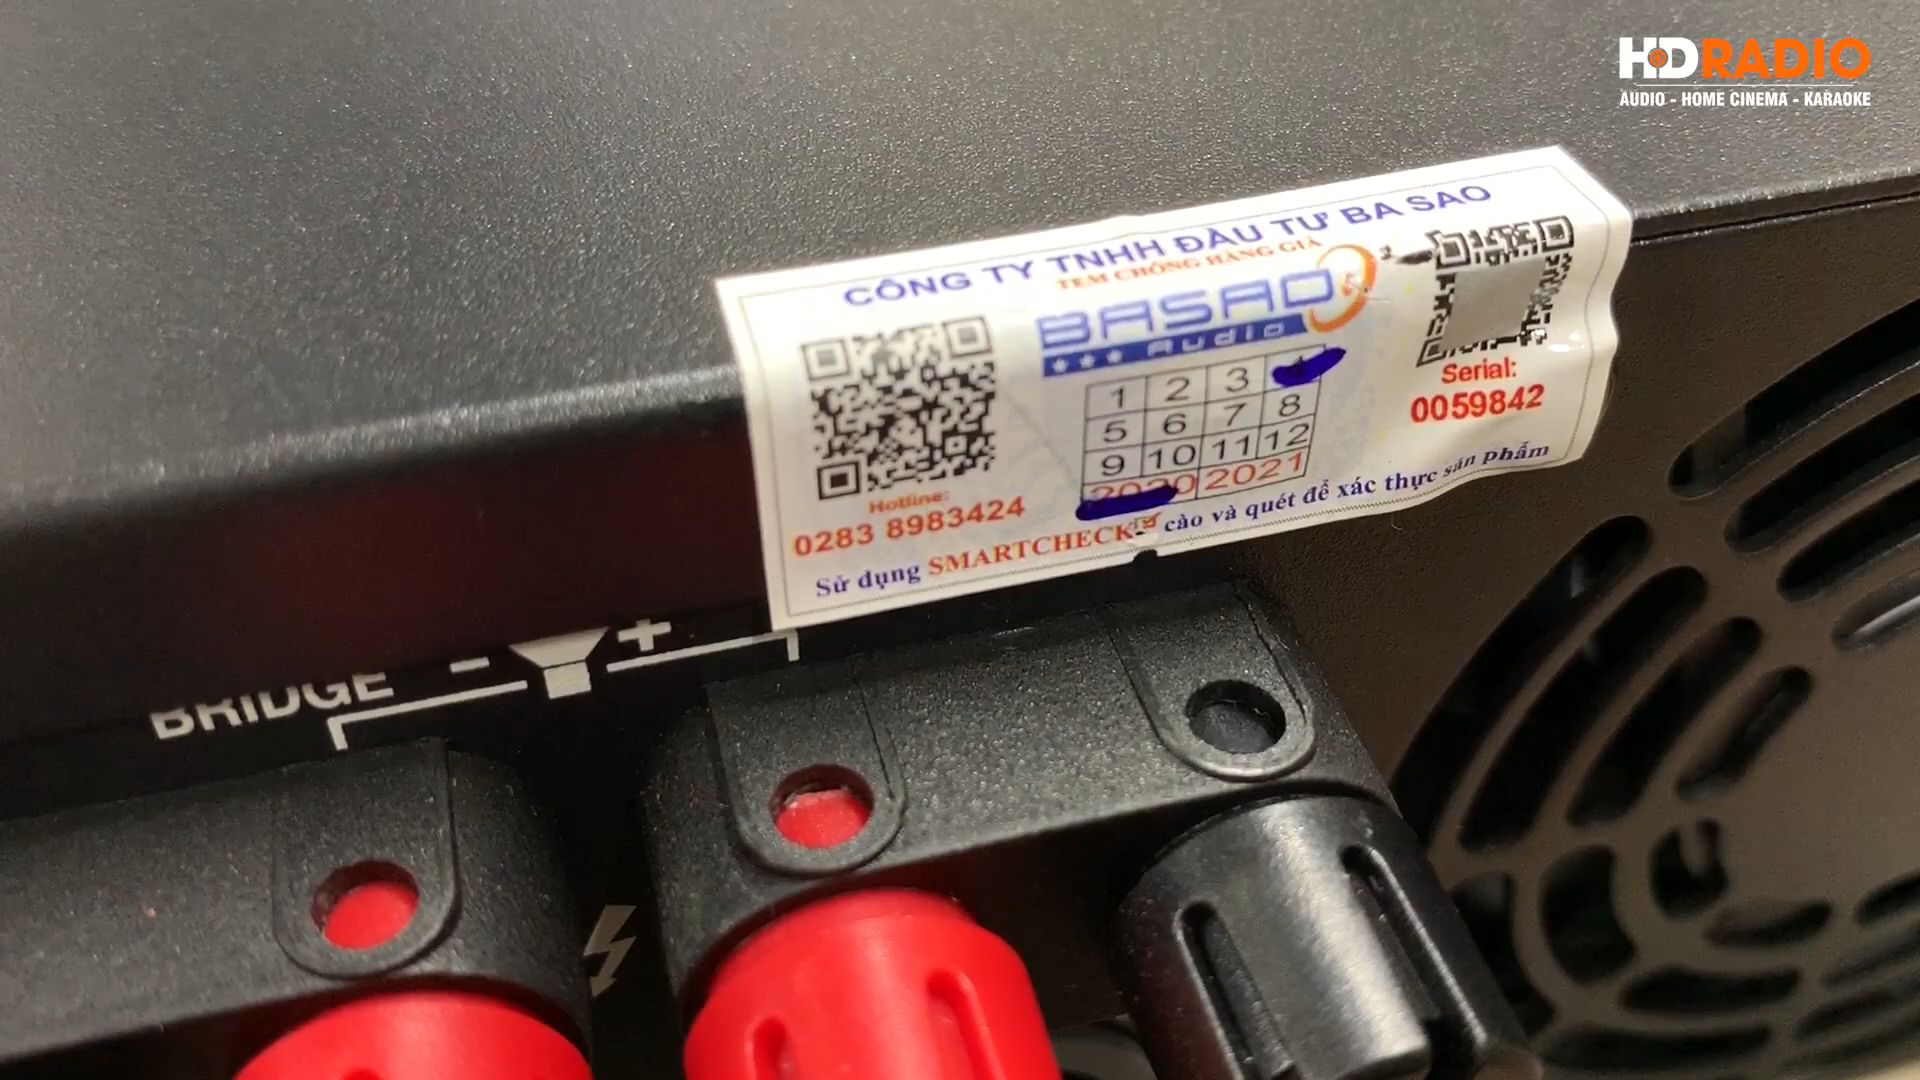 HDRADIO
AUDIO - HOME CINEMA - KARAOKE
CÔNG TY TNHH ĐẦU TƯ BA SAO
TEM CHỐNG HÀNG GIẢ
BASAO
Audio
1 2 3 4
5 6 7 8
9 10 11 12
2020 2021
Hotline:
0283 8983424
Serial:
0059842
Sử dụng SMARTCHECK cào và quét để xác thực sản phẩm
BRIDGE - +